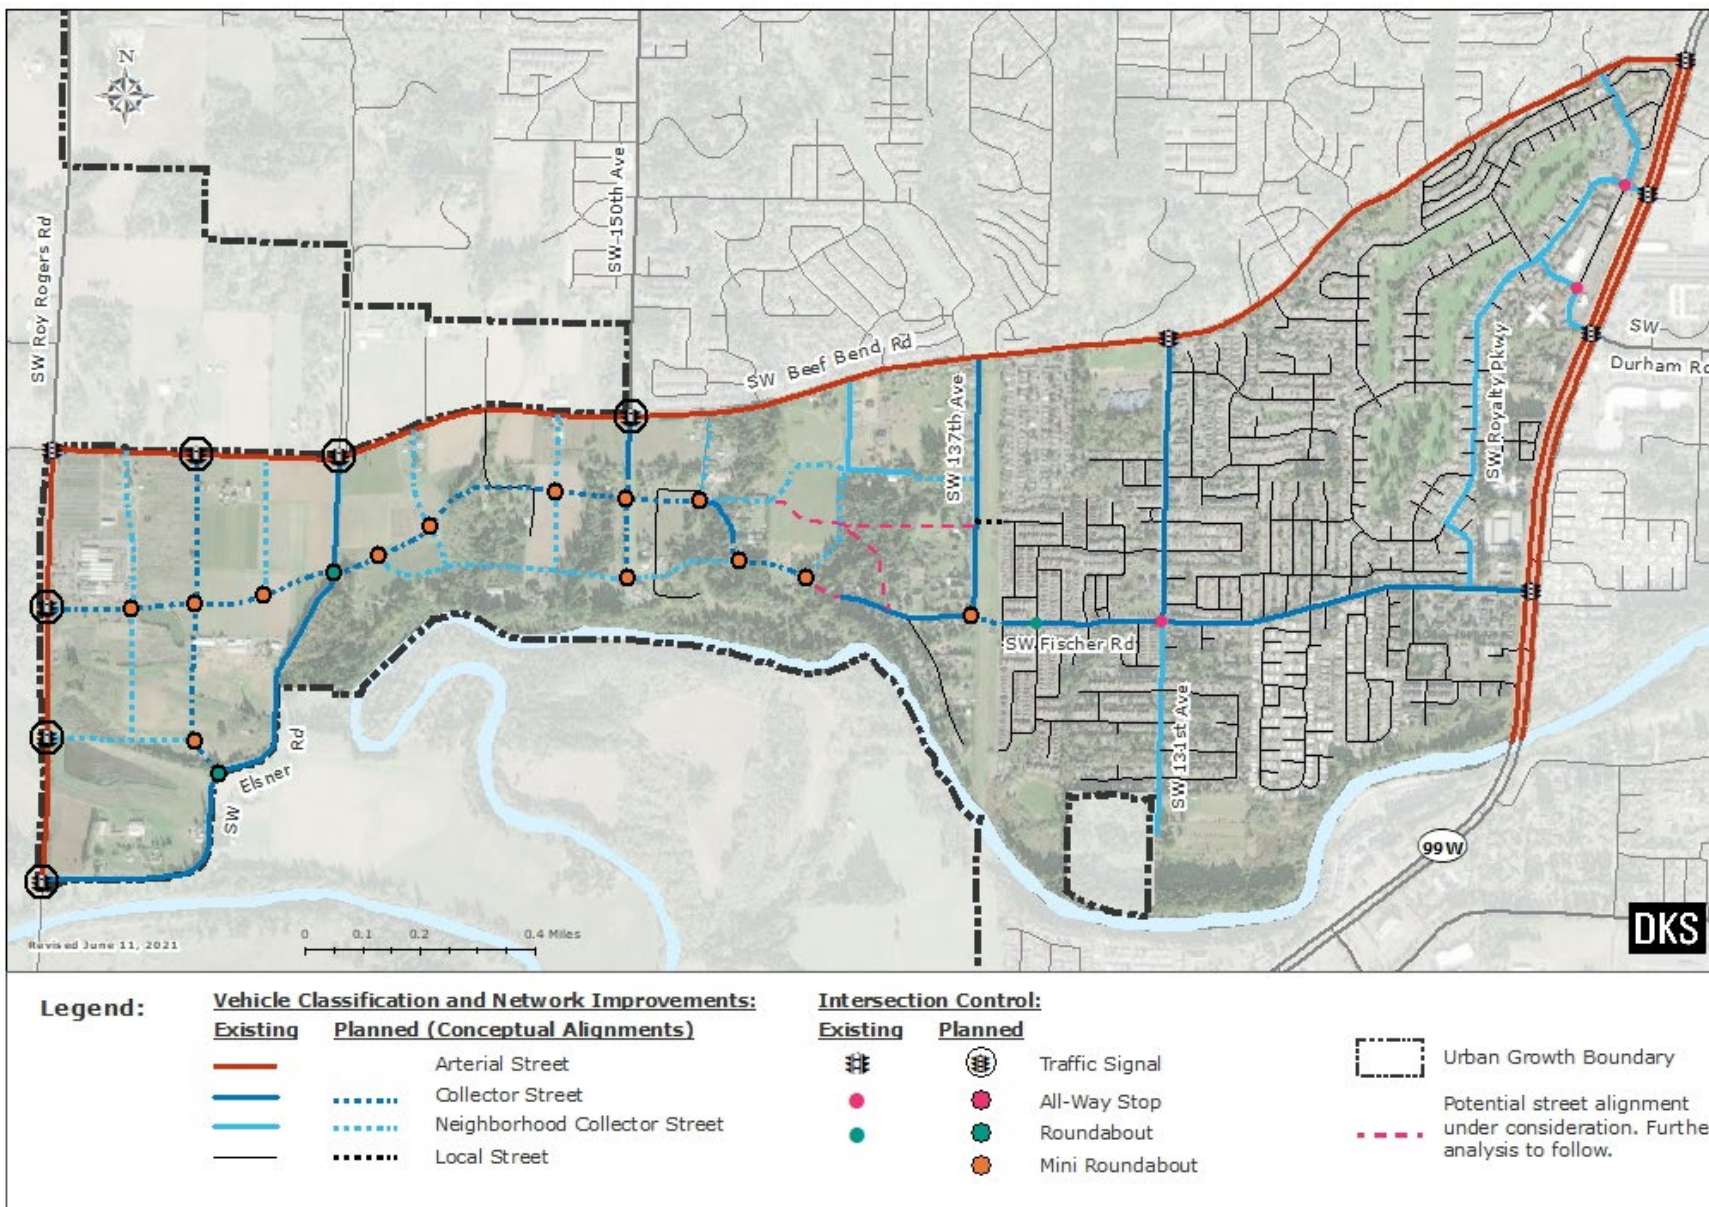 N
SW Roy Rogers Rd
SW 150th Ave
SW Beef Bend Rd
SW 137th Ave
SW Royalty Pkwy
SW
Durham Rd
SW Fischer Rd
SW 131st Ave
SW Elsner Rd
99W
DKS
Revised June 11, 2021
0 0.1 0.2 0.4 Miles
Legend:
Vehicle Classification and Network Improvements:
Existing Planned (Conceptual Alignments)
Arterial Street
Collector Street
Neighborhood Collector Street
Local Street
Intersection Control:
Existing Planned
Traffic Signal
All-Way Stop
Roundabout
Mini Roundabout
Urban Growth Boundary
Potential street alignment
under consideration. Furthe
analysis to follow.